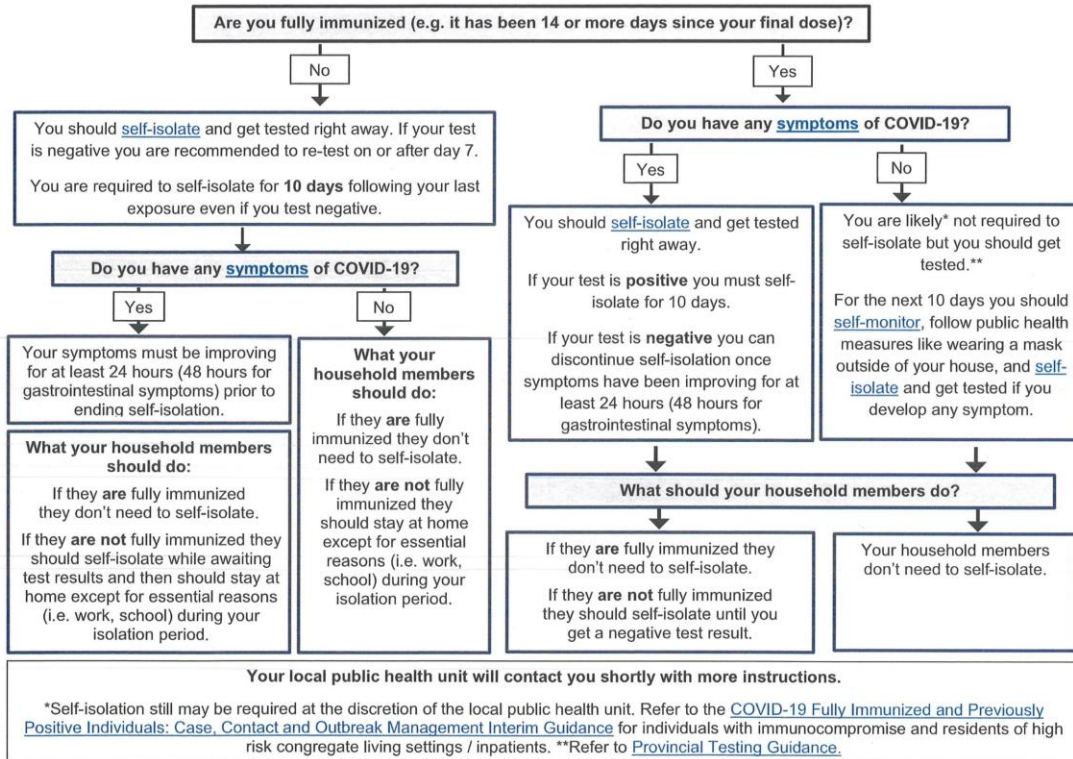 Are you fully immunized (e.g. it has been 14 or more days since your final dose)?
No
You should self-isolate and get tested right away. If your test
is negative you are recommended to re-test on or after day 7.
You are required to self-isolate for 10 days following your last
exposure even if you test negative.
Do you have any symptoms of COVID-19?
Yes
Your symptoms must be improving
for at least 24 hours (48 hours for
gastrointestinal symptoms) prior to
ending self-isolation.
What your household members
should do:
If they are fully immunized
they don't need to self-isolate.
If they are not fully immunized they
should self-isolate while awaiting
test results and then should stay at
home except for essential reasons
(i.e. work, school) during your
isolation period.
No
What your
household members
should do:
If they are fully
immunized they don't
need to self-isolate.
If they are not fully
immunized they
should stay at home
except for essential
reasons (i.e. work,
school) during your
isolation period.
Yes
Do you have any symptoms of COVID-19?
Yes
You should self-isolate and get tested
right away.
If your test is positive you must self-
isolate for 10 days.
If your test is negative you can
discontinue self-isolation once
symptoms have been improving for at
least 24 hours (48 hours for
gastrointestinal symptoms).
No
You are likely* not required to
self-isolate but you should get
tested.**
For the next 10 days you should
self-monitor, follow public health
measures like wearing a mask
outside of your house, and self-
isolate and get tested if you
develop any symptom.
What should your household members do?
If they are fully immunized they
don't need to self-isolate.
If they are not fully immunized
they should self-isolate until you
get a negative test result.
Your household members
don't need to self-isolate.
Your local public health unit will contact you shortly with more instructions.
*Self-isolation still may be required at the discretion of the local public health unit. Refer to the COVID-19 Fully Immunized and Previously
Positive Individuals: Case, Contact and Outbreak Management Interim Guidance for individuals with immunocompromise and residents of high
risk congregate living settings / inpatients. **Refer to Provincial Testing Guidance.